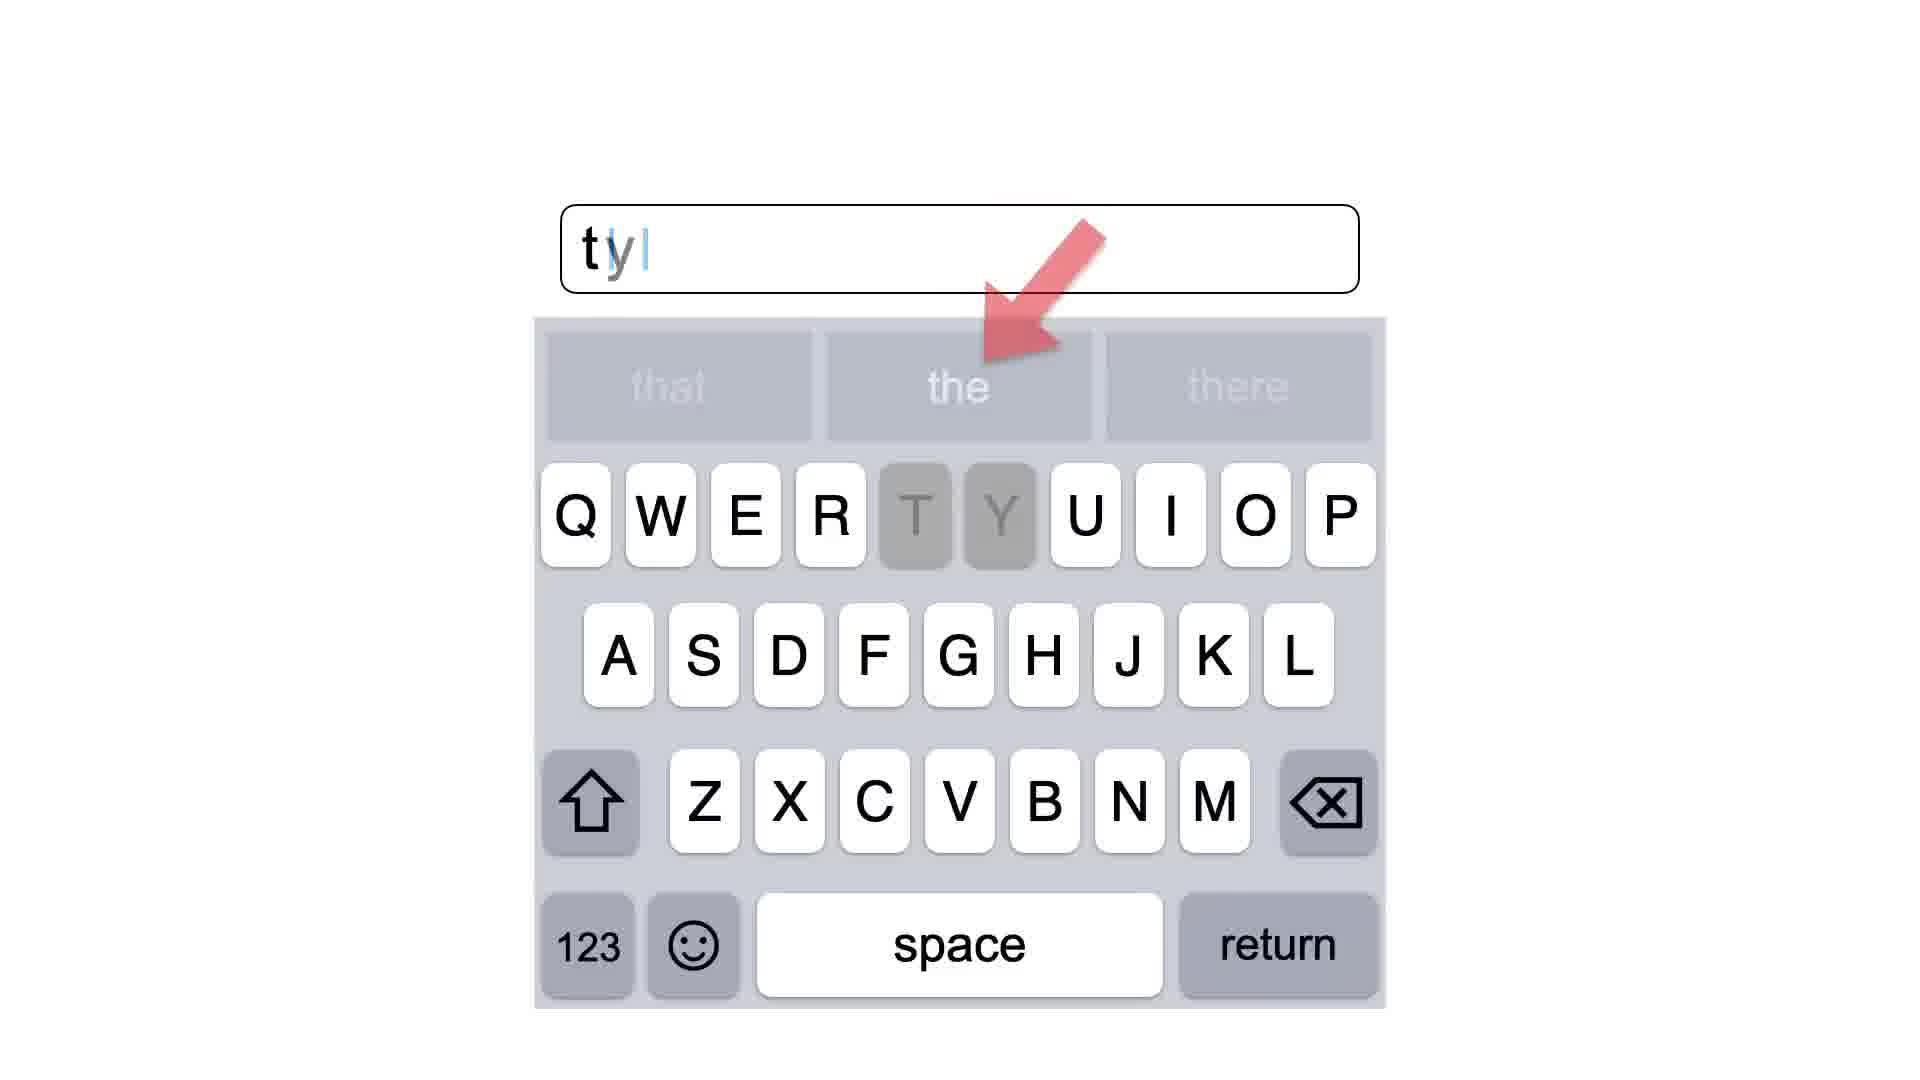 ty
that the there
Q W E R T Y U I O P
A S D F G H J K L
Z X C V B N M
123 space return